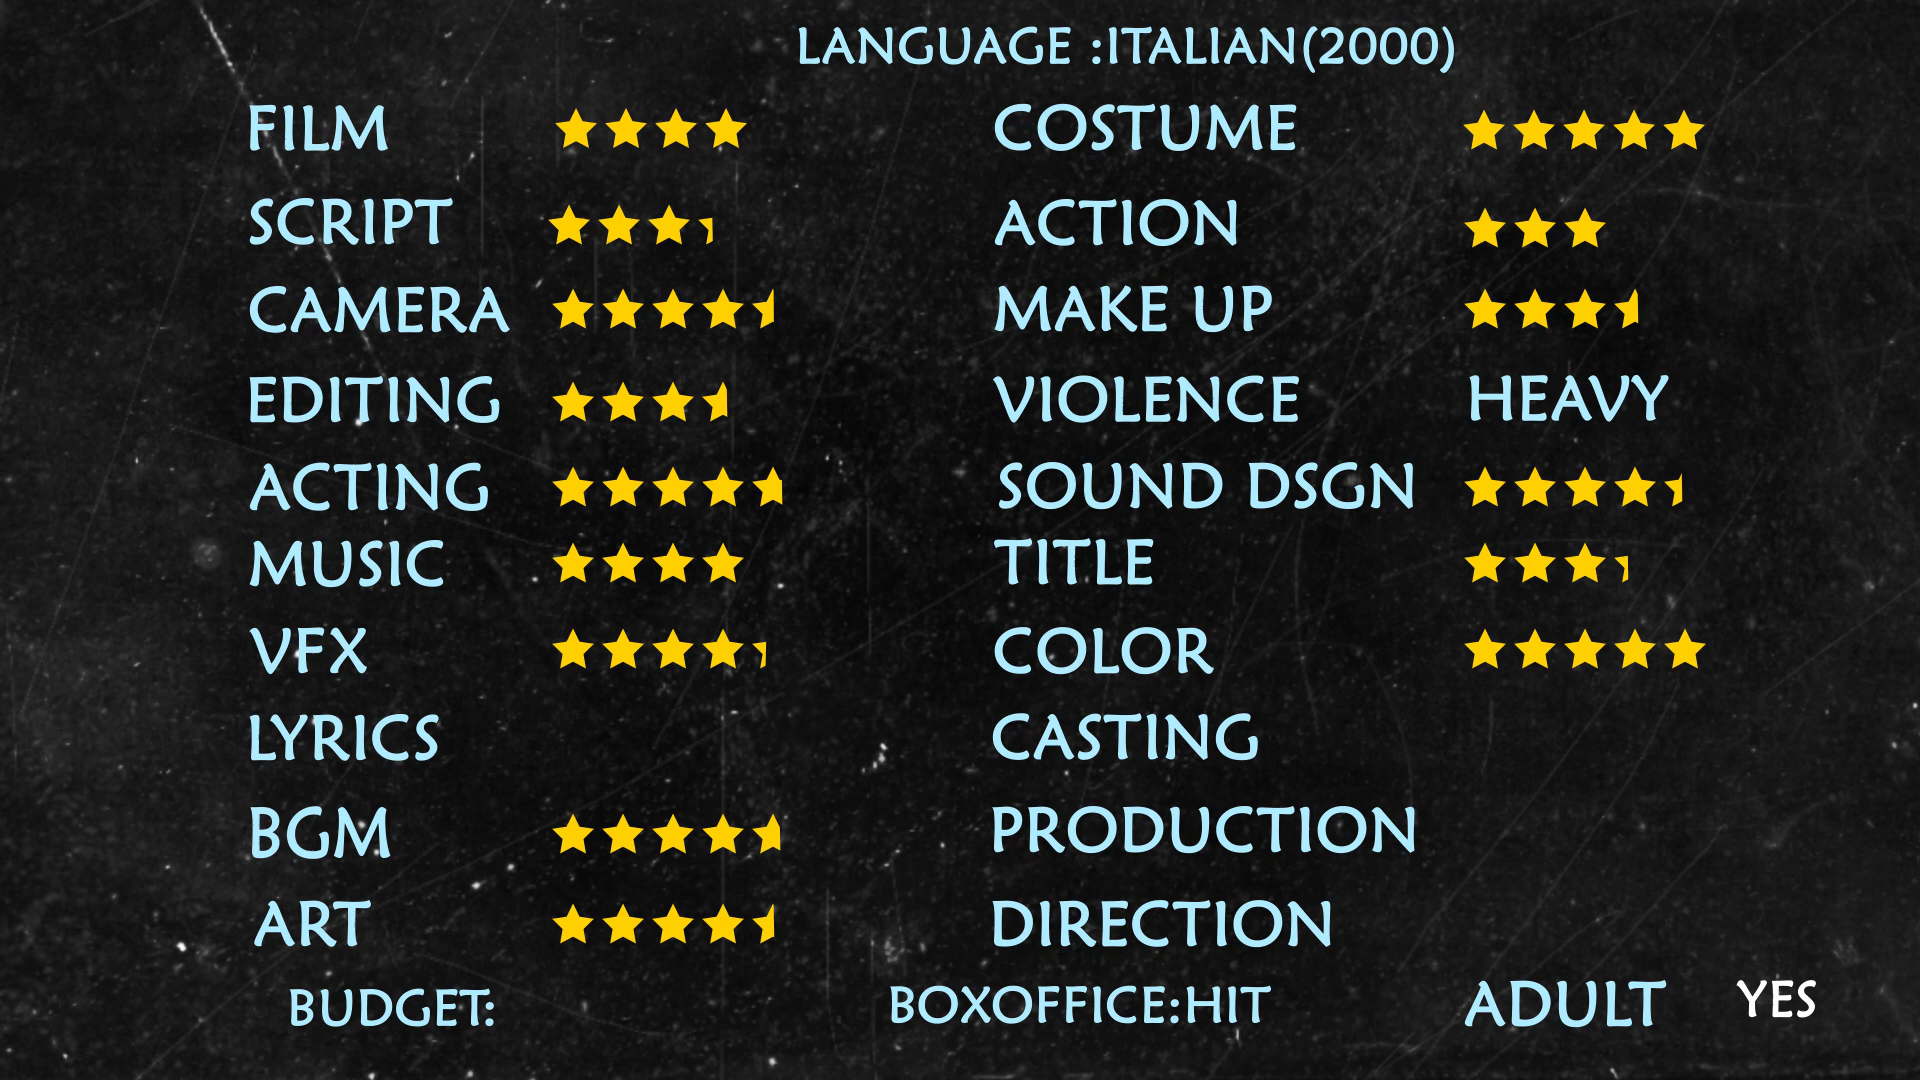 LANGUAGE :ITALIAN(2000)
FILM
COSTUME
SCRIPT
ACTION
CAMERA
MAKE UP
EDITING
VIOLENCE HEAVY
ACTING
SOUND DSGN
MUSIC
TITLE
VFX
COLOR
LYRICS
CASTING
BGM
PRODUCTION
ART
DIRECTION
BUDGET:
BOXOFFICE:HIT
ADULT YES